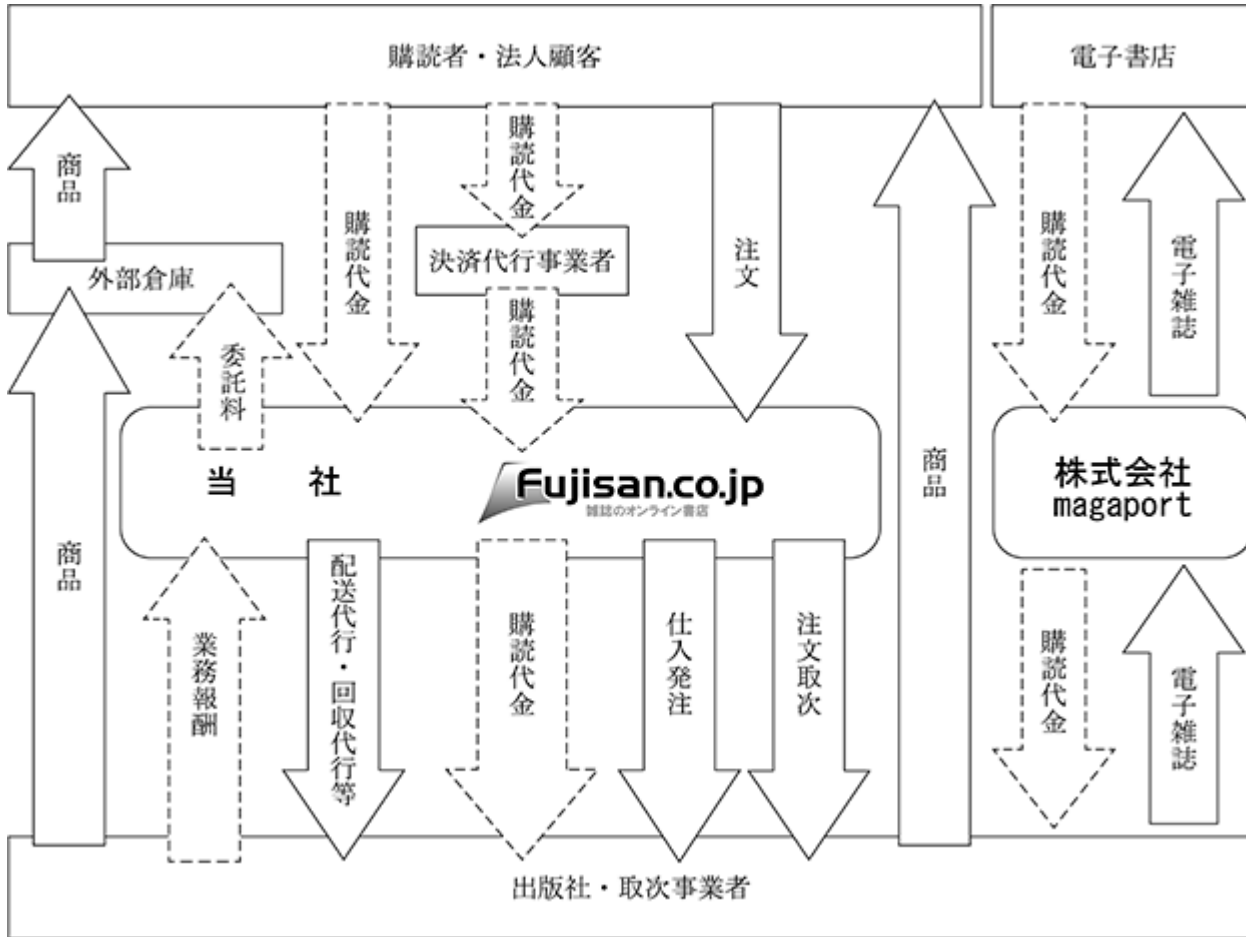 購読者・法人顧客
電子書店
商品
購読代金
購読代金
注文
購読代金
電子雑誌
外部倉庫
決済代行事業者
委託料
購読代金
当社
Fujisan.co.jp
雑誌のオンライン書店
商品
株式会社
magaport
商品
業務報酬
配送代行・回収代行等
購読代金
仕入発注
注文取次
購読代金
電子雑誌
出版社・取次事業者